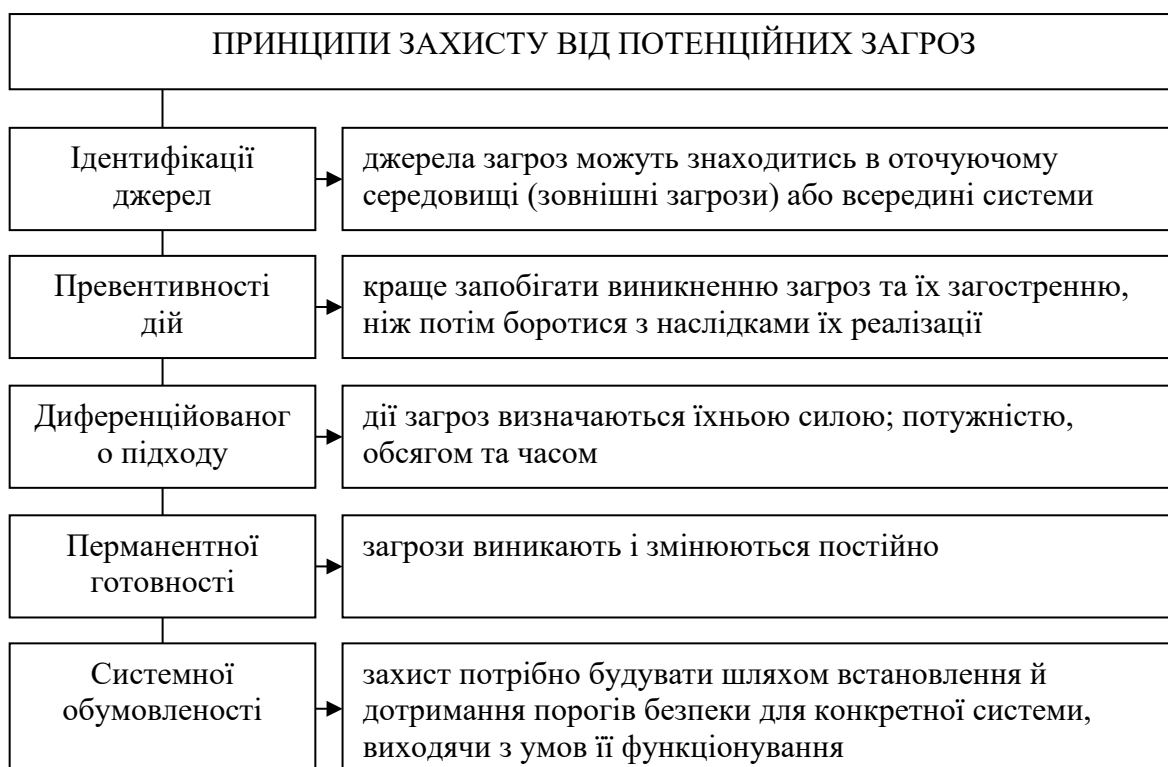 ПРИНЦИПИ ЗАХИСТУ ВІД ПОТЕНЦІЙНИХ ЗАГРОЗ
Ідентифікації
джерел
джерела загроз можуть знаходитись в оточуючому
середовищі (зовнішні загрози) або всередині системи
Превентивності
дій
краще запобігати виникненню загроз та їх загостренню,
ніж потім боротися з наслідками їх реалізації
Диференційованог
о підходу
дії загроз визначаються їхньою силою; потужністю,
обсягом та часом
Перманентної
готовності
загрози виникають і змінюються постійно
Системної
обумовленості
захист потрібно будувати шляхом встановлення й
дотримання порогів безпеки для конкретної системи,
виходячи з умов її функціонування